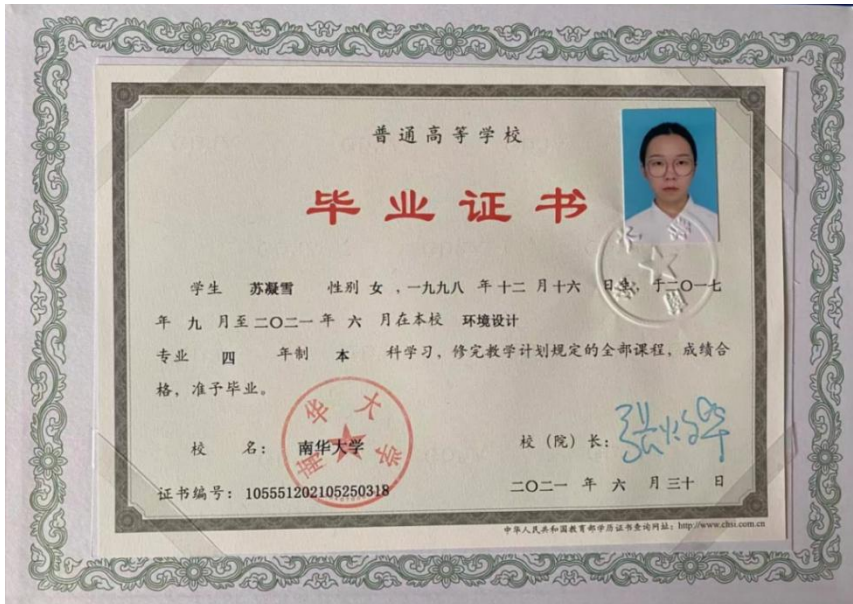 普通高等学校
毕业证书
学生 苏凝雪 性别 女 ,一九九八 年 十二 月 十六 日生, 于二〇一七
年 九 月至 二〇二一 年 六 月在本校 环境设计
专业 四 年制 本 科学习, 修完教学计划规定的全部课程, 成绩合
格, 准予毕业。
校 名: 南华大学
南华大学
校（院）长:
证书编号: 105551202105250318
二〇二一 年 六 月三十 日
中华人民共和国教育部学历证书查询网址: http://www.chsi.com.cn